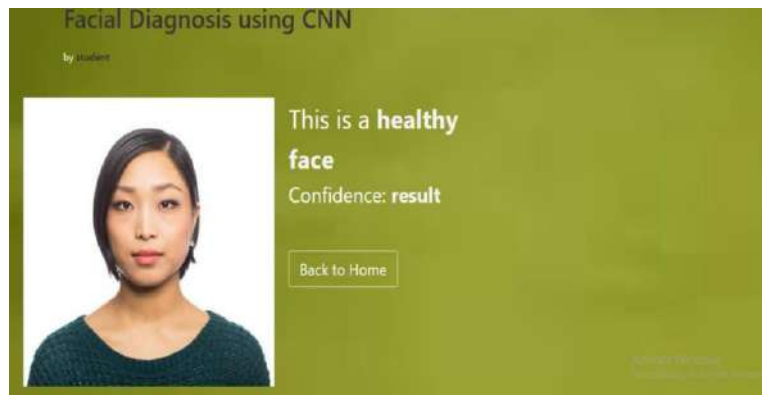 Facial Diagnosis using CNN
by student
This is a healthy
face
Confidence: result
Back to Home